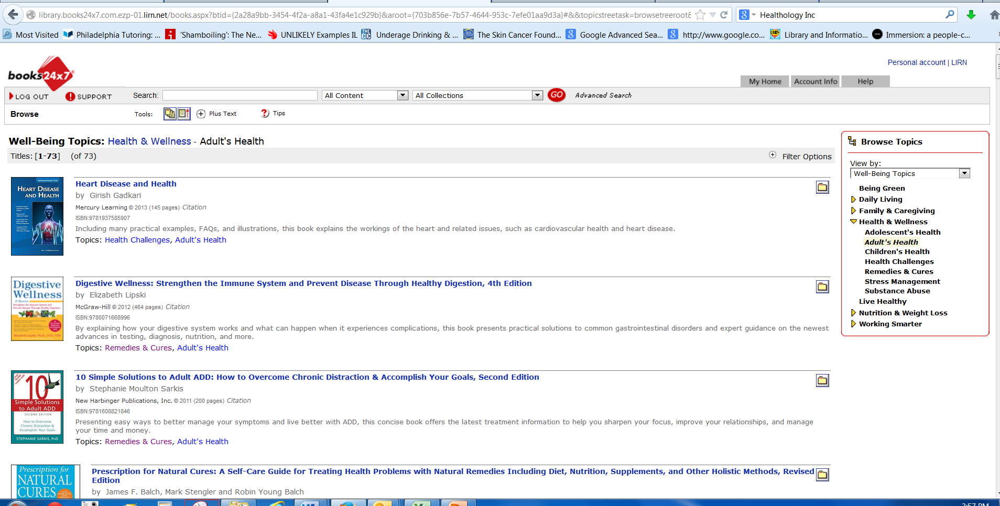 library.books24x7.com.ezp-01.lirn.net/books.aspx?btid={2a28a9bb-3454-4f2a-a8a1-43fa4e1c929b}&aroot={703b856e-7b57-4644-953c-7efe01aa9d3a}#&&topicstreetask=browsetreeroot&
Healthology Inc
Most Visited Philadelphia Tutoring: ... 'Shamboiling': The Ne... UNLIKELY Examples IL Underage Drinking & ... The Skin Cancer Found... Google Advanced Sea... http://www.google.co... Library and Informatio... Immersion: a people-c...
books24x7
Personal account | LIRN
My Home Account Info Help
LOG OUT SUPPORT Search: All Content All Collections GO Advanced Search
Browse Tools: Plus Text Tips
Well-Being Topics: Health & Wellness - Adult's Health
Titles: [1-73] (of 73) Filter Options
HEART DISEASE
AND HEALTH
Heart Disease and Health
by Girish Gadkari
Mercury Learning © 2013 (145 pages) Citation
ISBN:9781937585907
Including many practical examples, FAQs, and illustrations, this book explains the workings of the heart and related issues, such as cardiovascular health and heart disease.
Topics: Health Challenges, Adult's Health
Digestive
Wellness
Digestive Wellness: Strengthen the Immune System and Prevent Disease Through Healthy Digestion, 4th Edition
by Elizabeth Lipski
McGraw-Hill © 2012 (464 pages) Citation
ISBN:9780071668996
By explaining how your digestive system works and what can happen when it experiences complications, this book presents practical solutions to common gastrointestinal disorders and expert guidance on the newest
advances in testing, diagnosis, nutrition, and more.
Topics: Remedies & Cures, Adult's Health
10
Simple Solutions
to Adult ADD
SECOND EDITION
How to Overcome
Chronic Distraction &
Accomplish Your Goals
STEPHANIE SARKIS, PhD
10 Simple Solutions to Adult ADD: How to Overcome Chronic Distraction & Accomplish Your Goals, Second Edition
by Stephanie Moulton Sarkis
New Harbinger Publications, Inc. © 2011 (200 pages) Citation
ISBN:9781608821846
Presenting easy ways to better manage your symptoms and live better with ADD, this concise book offers the latest treatment information to help you sharpen your focus, improve your relationships, and manage
your time and money.
Topics: Remedies & Cures, Adult's Health
Prescription for
NATURAL
CURES
Prescription for Natural Cures: A Self-Care Guide for Treating Health Problems with Natural Remedies Including Diet, Nutrition, Supplements, and Other Holistic Methods, Revised
Edition
by James F. Balch, Mark Stengler and Robin Young Balch
Browse Topics
View by:
Well-Being Topics
Being Green
Daily Living
Family & Caregiving
Health & Wellness
Adolescent's Health
Adult's Health
Children's Health
Health Challenges
Remedies & Cures
Stress Management
Substance Abuse
Live Healthy
Nutrition & Weight Loss
Working Smarter
2:57 PM